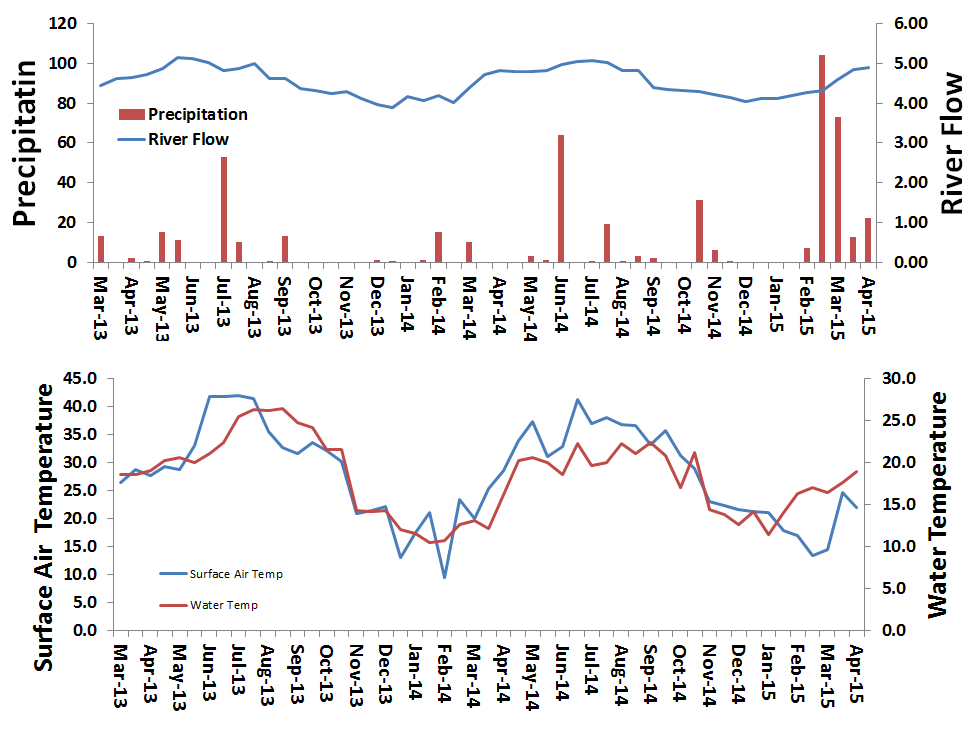 Precipitatin
120
100
80
60
40
20
0
Precipitation
River Flow
6.00
5.00
4.00
3.00
2.00
1.00
0.00
River Flow
Mar-13
Apr-13
May-13
Jun-13
Jul-13
Aug-13
Sep-13
Oct-13
Nov-13
Dec-13
Jan-14
Feb-14
Mar-14
Apr-14
May-14
Jun-14
Jul-14
Aug-14
Sep-14
Oct-14
Nov-14
Dec-14
Jan-15
Feb-15
Mar-15
Apr-15
Surface Air Temperature
45.0
40.0
35.0
30.0
25.0
20.0
15.0
10.0
5.0
0.0
Surface Air Temp
Water Temp
30.0
25.0
20.0
15.0
10.0
5.0
0.0
Water Temperature
Mar-13
Apr-13
May-13
Jun-13
Jul-13
Aug-13
Sep-13
Oct-13
Nov-13
Dec-13
Jan-14
Feb-14
Mar-14
Apr-14
May-14
Jun-14
Jul-14
Aug-14
Sep-14
Oct-14
Nov-14
Dec-14
Jan-15
Feb-15
Mar-15
Apr-15